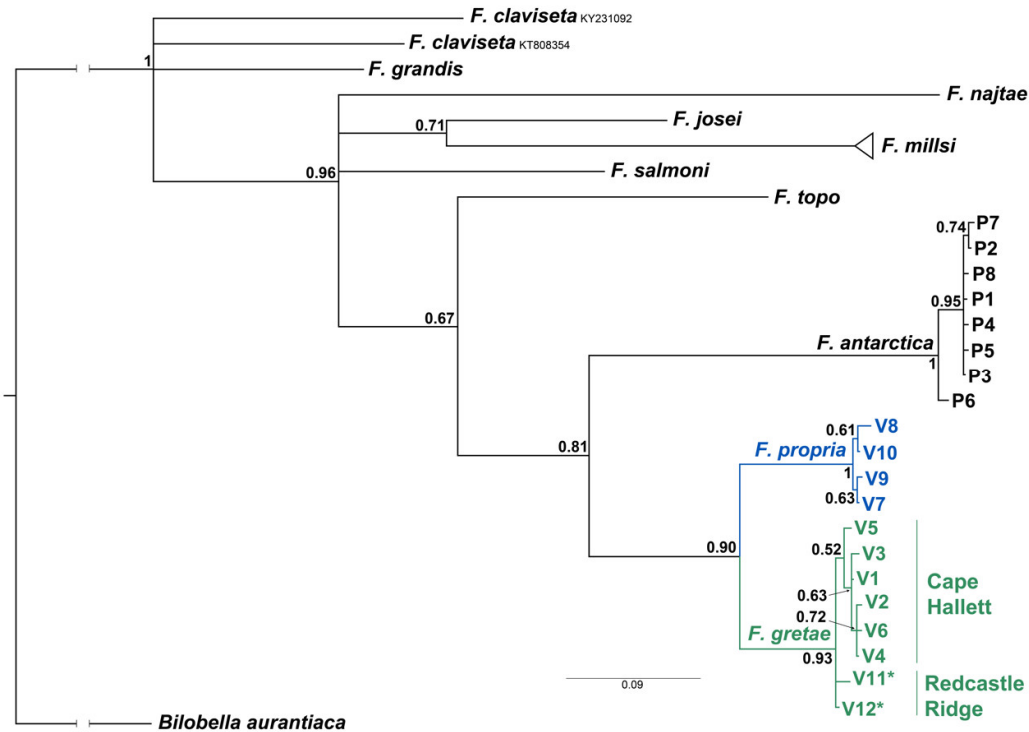 F. claviseta KY231092
F. claviseta KT808354
1
F. grandis
F. najtae
0.71
F. josei
F. millsi
0.96
F. salmoni
F. topo
0.74
P7
P2
P8
0.95
P1
0.67
P4
F. antarctica
P5
1
P3
P6
0.61
V8
0.81
F. propria
V10
1
V9
0.63
V7
V5
0.90
0.52
V3
V1
Cape
Hallett
0.63
V2
0.72
F. gretae
V6
0.93
V4
V11*
Redcastle
Ridge
0.09
V12*
Bilobella aurantiaca